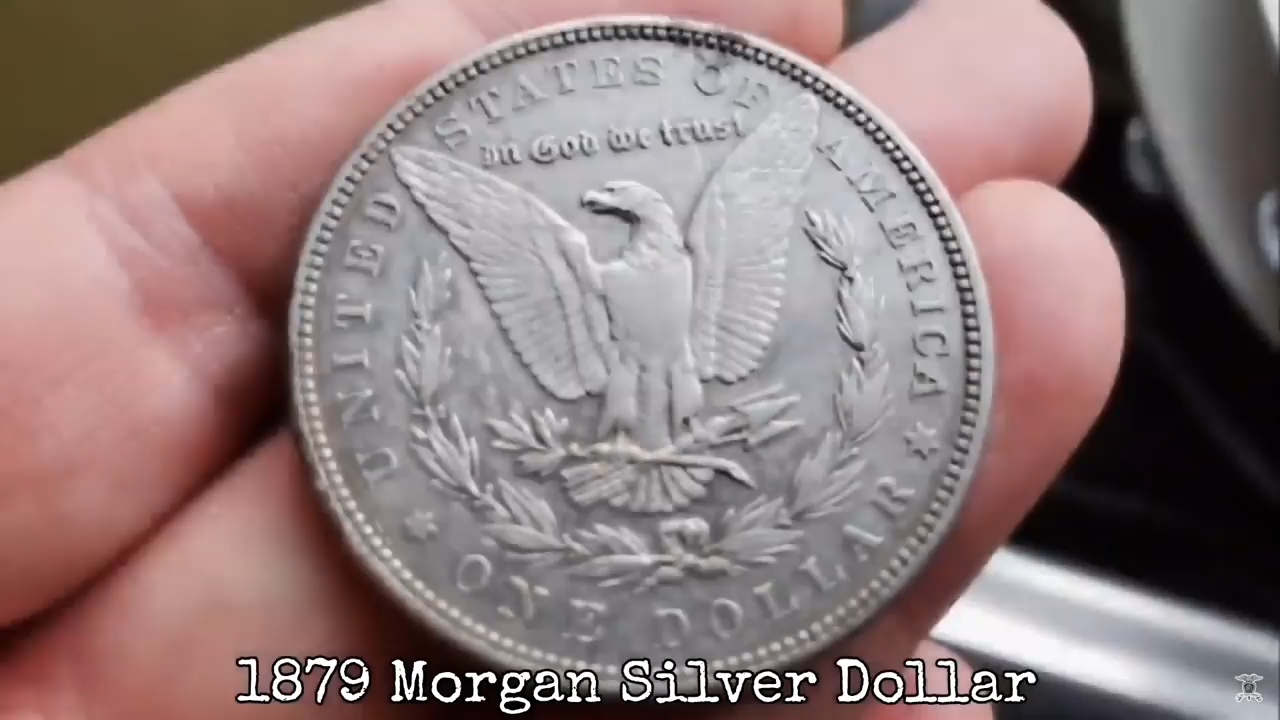 UNITED STATES OF AMERICA
In God we trust
ONE DOLLAR
1879 Morgan Silver Dollar